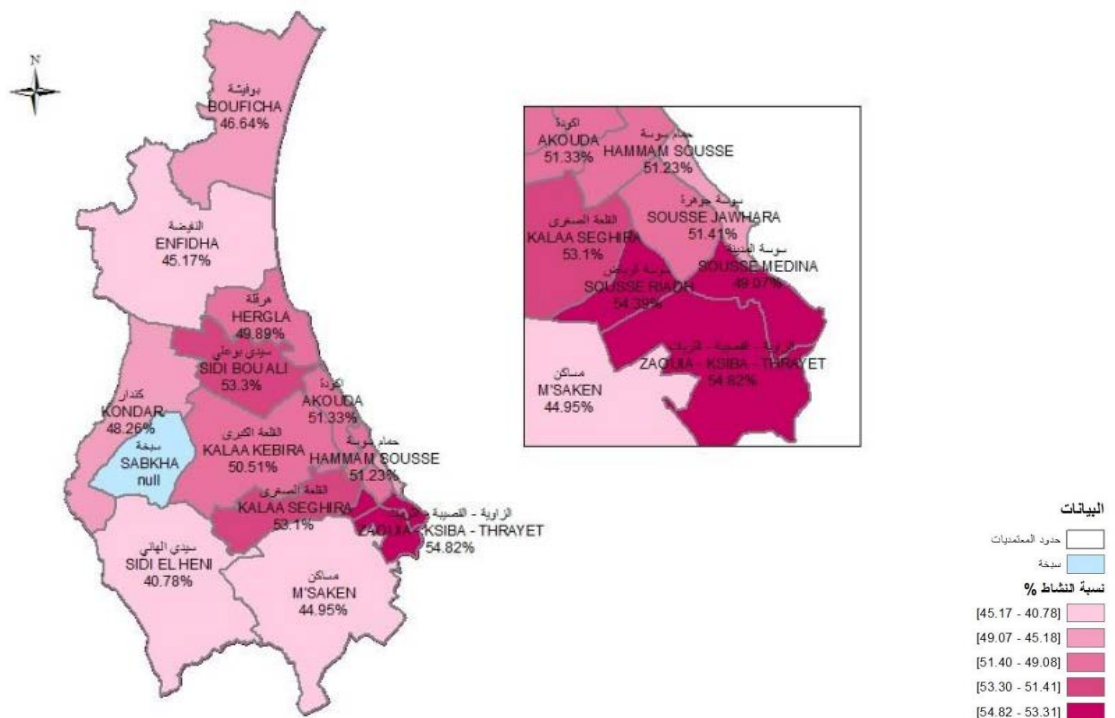 N
بوفيشة
BOUFICHA
46.64%
النفيضة
ENFIDHA
45.17%
هرقلة
HERGLA
49.89%
سيدي بوعلي
SIDI BOU ALI
53.3%
كندار
KONDAR
48.26%
سبخة
SABKHA
null
القلعة الكبرى
KALAA KEBIRA
50.51%
اكودة
AKOUDA
51.33%
حمام سوسة
HAMMAM SOUSSE
51.23%
القلعة الصغرى
KALAA SEGHIRA
53.1%
الزاوية - القصيبة -
ZAOUIA - KSIBA - THRAYET
54.82%
سيدي الهاني
SIDI EL HENI
40.78%
مساكن
M'SAKEN
44.95%
اكودة
AKOUDA
51.33%
حمام سوسة
HAMMAM SOUSSE
51.23%
سوسة جوهرة
SOUSSE JAWHARA
51.41%
القلعة الصغرى
KALAA SEGHIRA
53.1%
سوسة المدينة
SOUSSE MEDINA
49.07%
سوسة الرياض
SOUSSE RIADH
54.39%
الزاوية - القصيبة - الثريات
ZAOUIA - KSIBA - THRAYET
54.82%
مساكن
M'SAKEN
44.95%
البيانات
حدود المعتمديات
سبخة
نسبة النشاط %
[45.17 - 40.78]
[49.07 - 45.18]
[51.40 - 49.08]
[53.30 - 51.41]
[54.82 - 53.31]